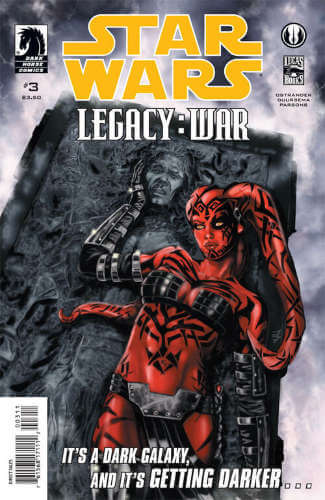 DARK
HORSE
COMICS
#3
$3.50
STAR
WARS
LEGACY:WAR
LUCAS
BOOKS
OSTRANDER
DUURSEMA
PARSONS
IT'S A DARK GALAXY,
AND IT'S GETTING DARKER...
00311